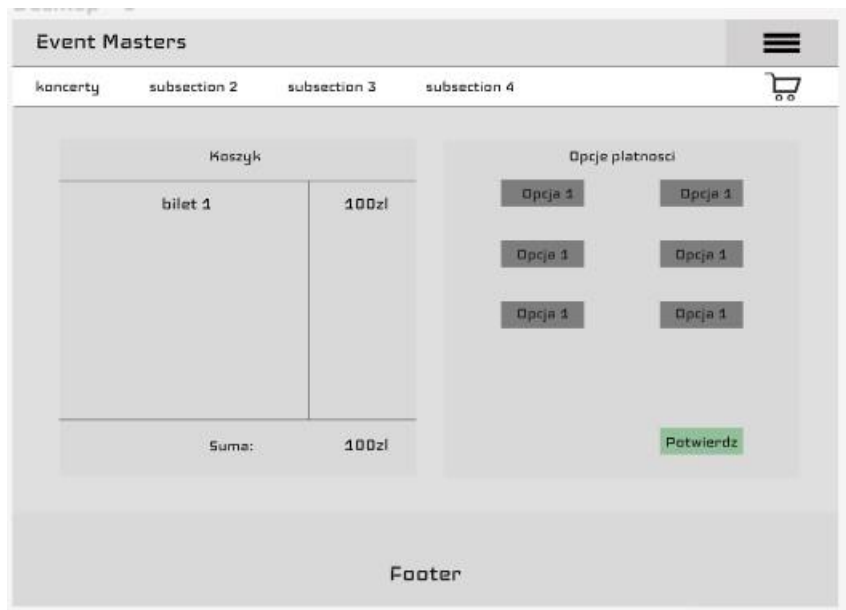 Event Masters
koncerty subsection 2 subsection 3 subsection 4
Koszyk
bilet 1 100zl
Suma: 100zl
Opcje platnosci
Opcja 1 Opcja 1
Opcja 1 Opcja 1
Opcja 1 Opcja 1
Potwierdz
Footer